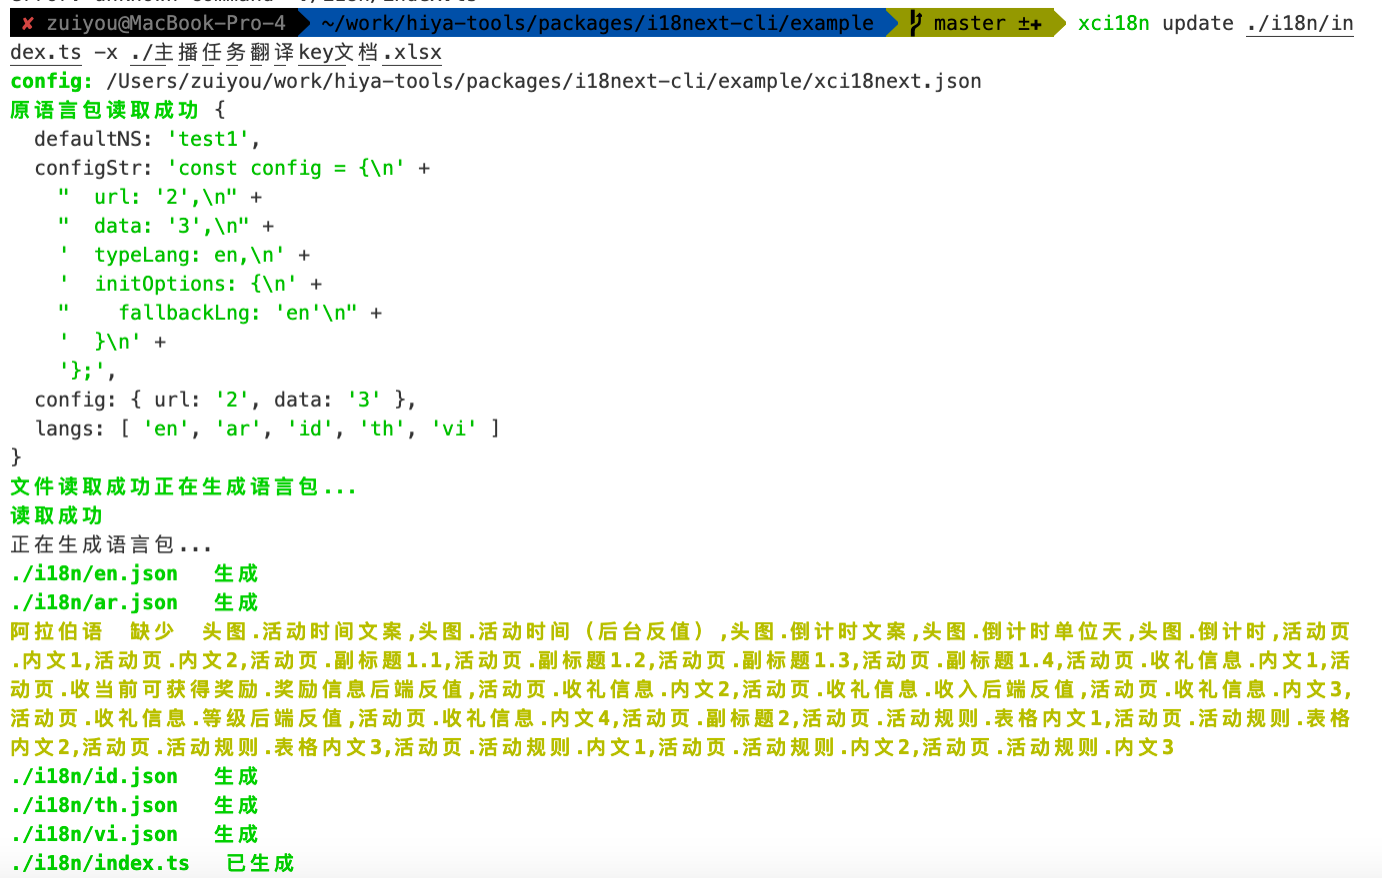 ✘ zuiyou@MacBook-Pro-4 ~/work/hiya-tools/packages/i18next-cli/example master ±✚ xci18n update ./i18n/in
dex.ts -x ./主播任务翻译key文档.xlsx
config: /Users/zuiyou/work/hiya-tools/packages/i18next-cli/example/xci18next.json
原语言包读取成功 {
  defaultNS: 'test1',
  configStr: 'const config = {\n' +
    "  url: '2',\n" +
    "  data: '3',\n" +
    '  typeLang: en,\n' +
    '  initOptions: {\n' +
    "    fallbackLng: 'en'\n" +
    '  }\n' +
    '};',
  config: { url: '2', data: '3' },
  langs: [ 'en', 'ar', 'id', 'th', 'vi' ]
}
文件读取成功正在生成语言包...
读取成功
正在生成语言包...
./i18n/en.json   生成
./i18n/ar.json   生成
阿拉伯语  缺少  头图.活动时间文案,头图.活动时间（后台反值）,头图.倒计时文案,头图.倒计时单位天,头图.倒计时,活动页
.内文1,活动页.内文2,活动页.副标题1.1,活动页.副标题1.2,活动页.副标题1.3,活动页.副标题1.4,活动页.收礼信息.内文1,活
动页.收当前可获得奖励.奖励信息后端反值,活动页.收礼信息.内文2,活动页.收礼信息.收入后端反值,活动页.收礼信息.内文3,
活动页.收礼信息.等级后端反值,活动页.收礼信息.内文4,活动页.副标题2,活动页.活动规则.表格内文1,活动页.活动规则.表格
内文2,活动页.活动规则.表格内文3,活动页.活动规则.内文1,活动页.活动规则.内文2,活动页.活动规则.内文3
./i18n/id.json   生成
./i18n/th.json   生成
./i18n/vi.json   生成
./i18n/index.ts   已生成